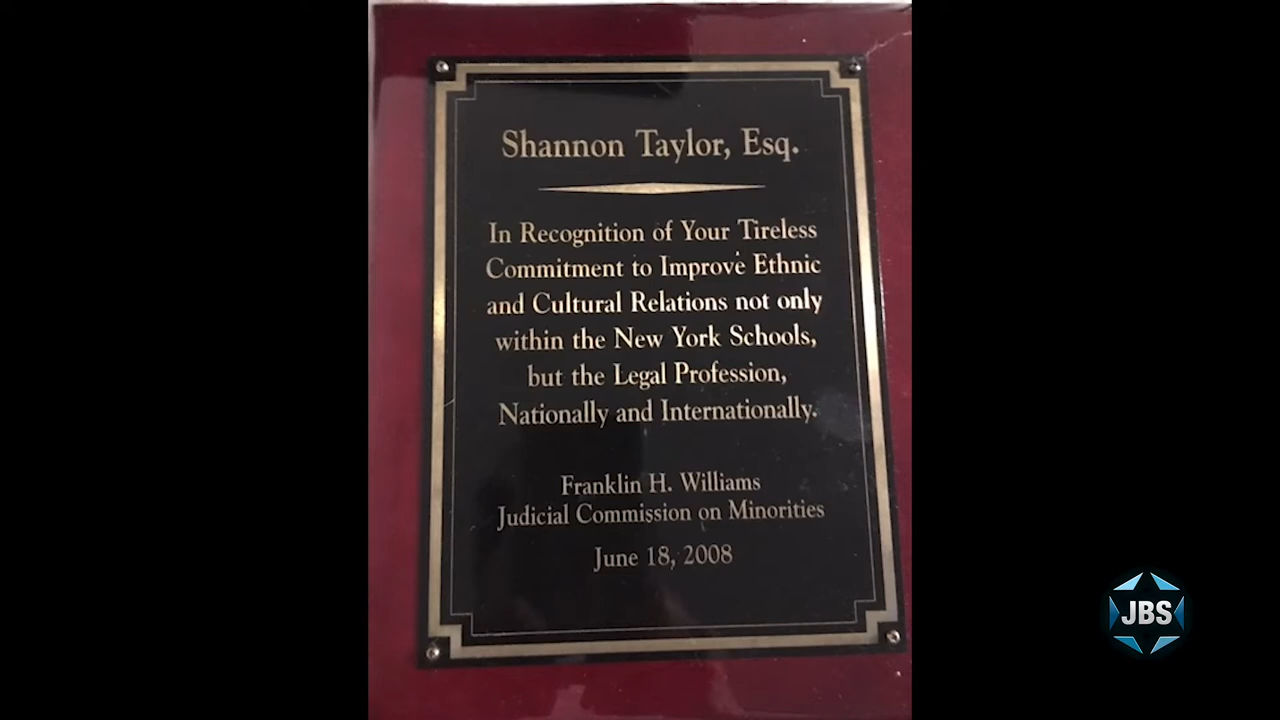 Shannon Taylor, Esq.
In Recognition of Your Tireless
Commitment to Improve Ethnic
and Cultural Relations not only
within the New York Schools,
but the Legal Profession,
Nationally and Internationally.
Franklin H. Williams
Judicial Commission on Minorities
June 18, 2008
JBS